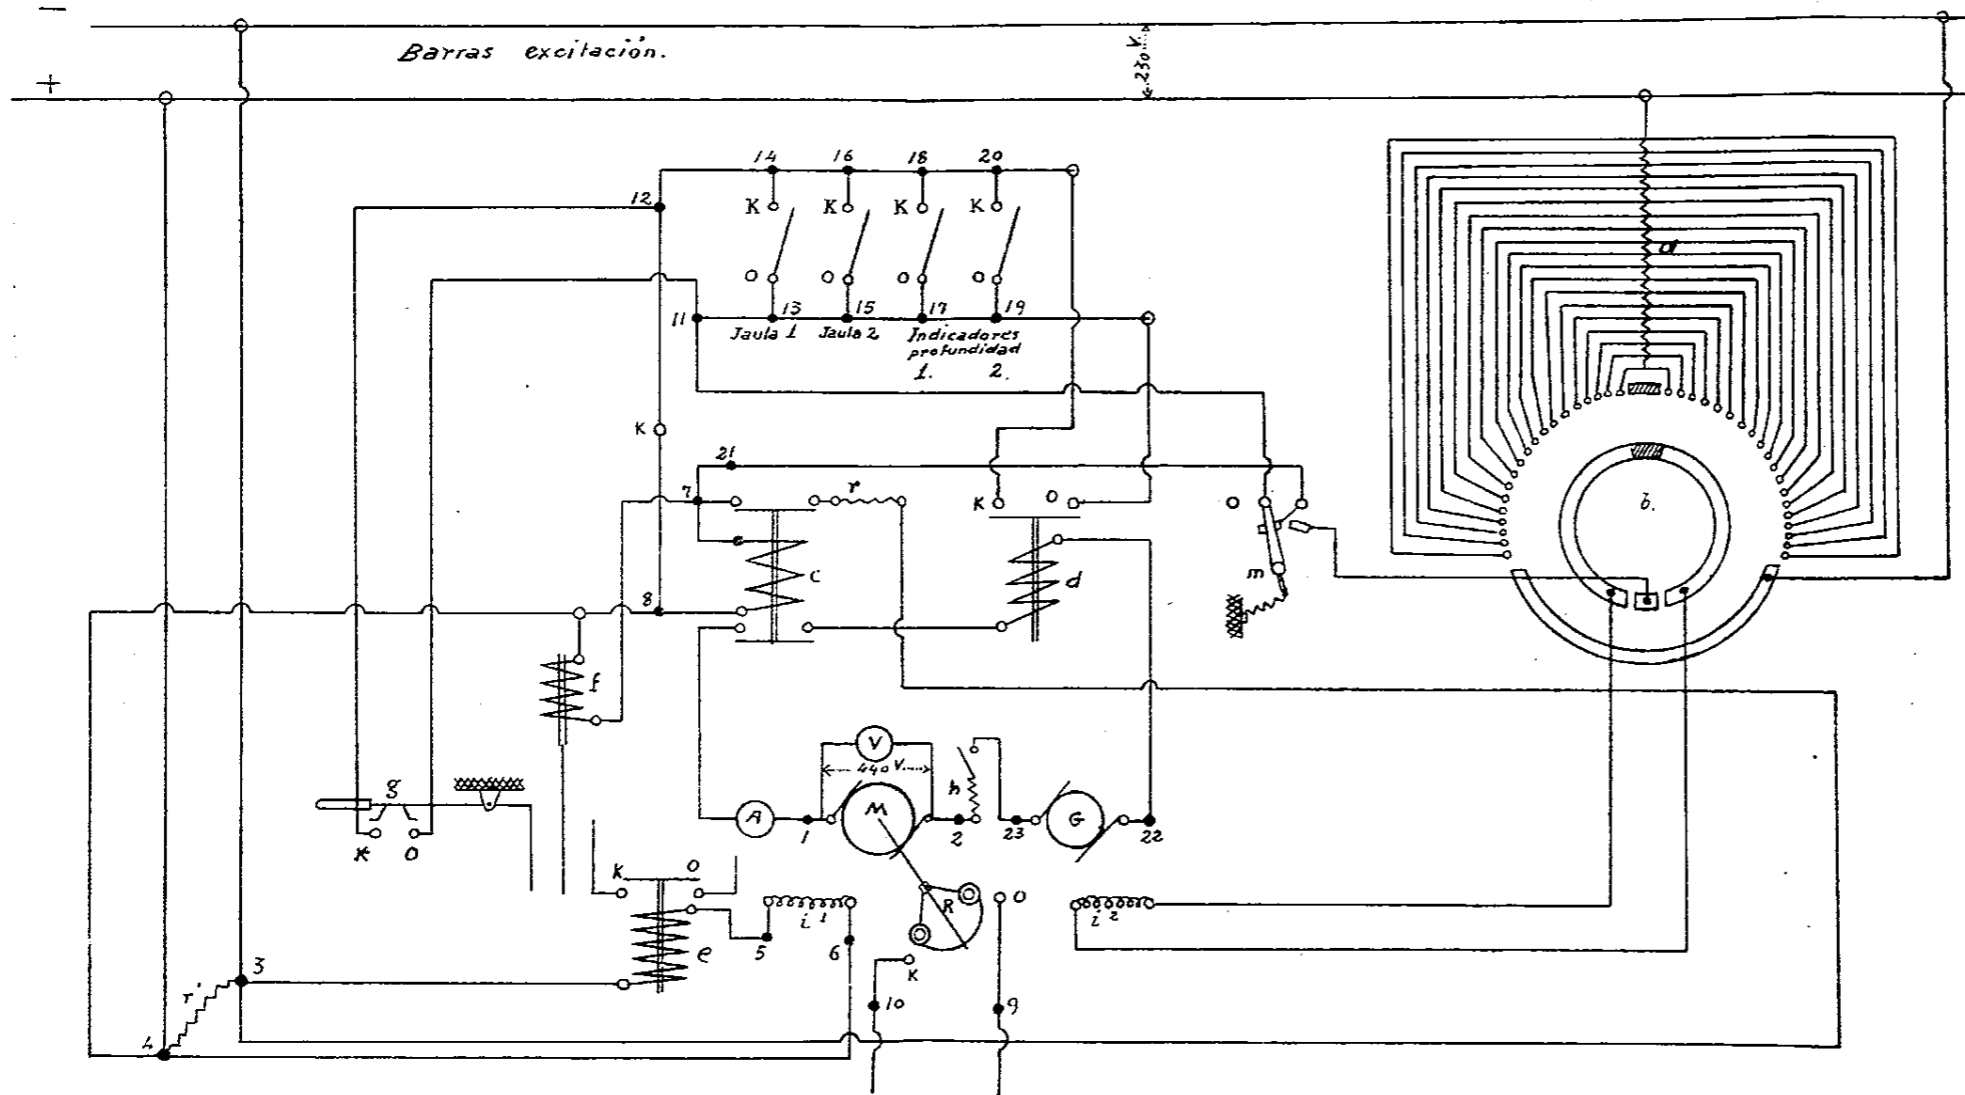 −
Barras excitación.
230 V.
+
14 16 18 20
12
K K K K
a
O O O O
13 15 17 19
11
Jaula 1 Jaula 2 Indicadores
profundidad
1. 2.
K
21
7 r K O O
b.
c d m
8
f
V
440 V.
g M h
A G
1 2 23 22
K O
K O
R O
i¹ i²
5 6 e
K
3
r'
10 9
4